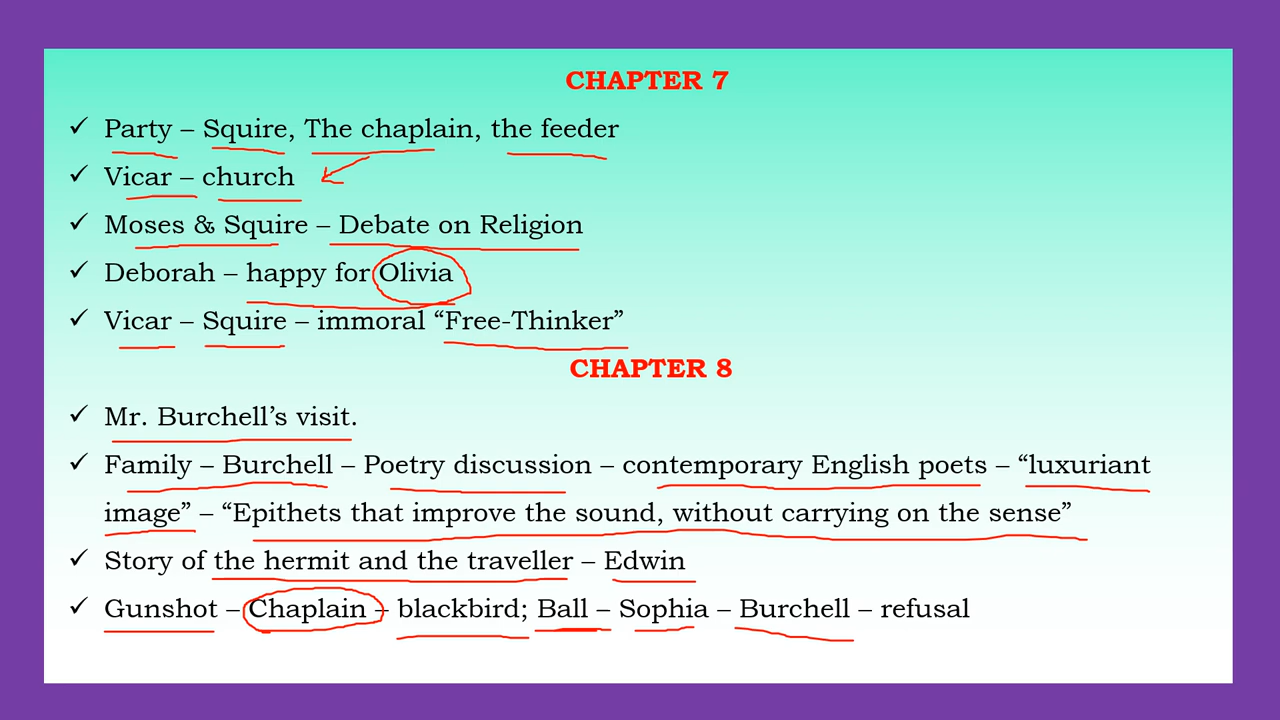 CHAPTER 7
✓ Party – Squire, The chaplain, the feeder
✓ Vicar – church
✓ Moses & Squire – Debate on Religion
✓ Deborah – happy for Olivia
✓ Vicar – Squire – immoral “Free-Thinker”
CHAPTER 8
✓ Mr. Burchell’s visit.
✓ Family – Burchell – Poetry discussion – contemporary English poets – “luxuriant
image” – “Epithets that improve the sound, without carrying on the sense”
✓ Story of the hermit and the traveller – Edwin
✓ Gunshot – Chaplain – blackbird; Ball – Sophia – Burchell – refusal